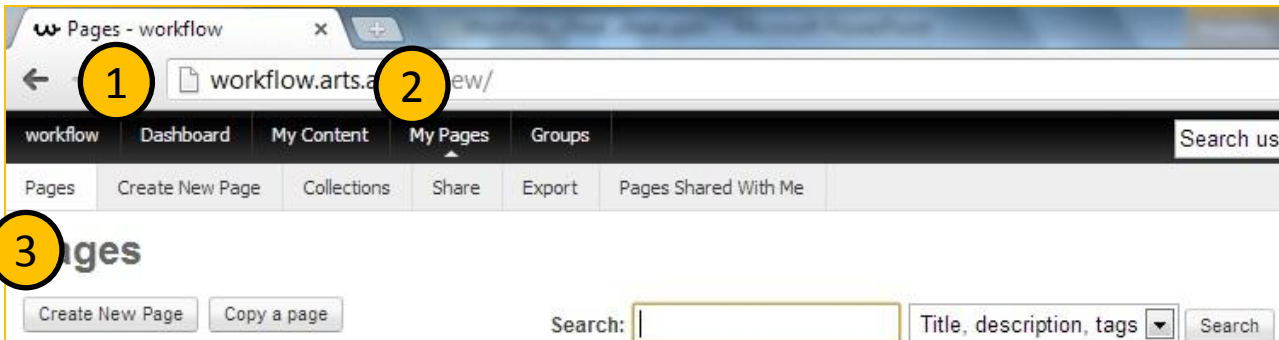 Pages - workflow
1 workflow.arts.a 2 ew/
workflow Dashboard My Content My Pages Groups Search us
Pages Create New Page Collections Share Export Pages Shared With Me
3 ages
Create New Page Copy a page Search: Title, description, tags Search